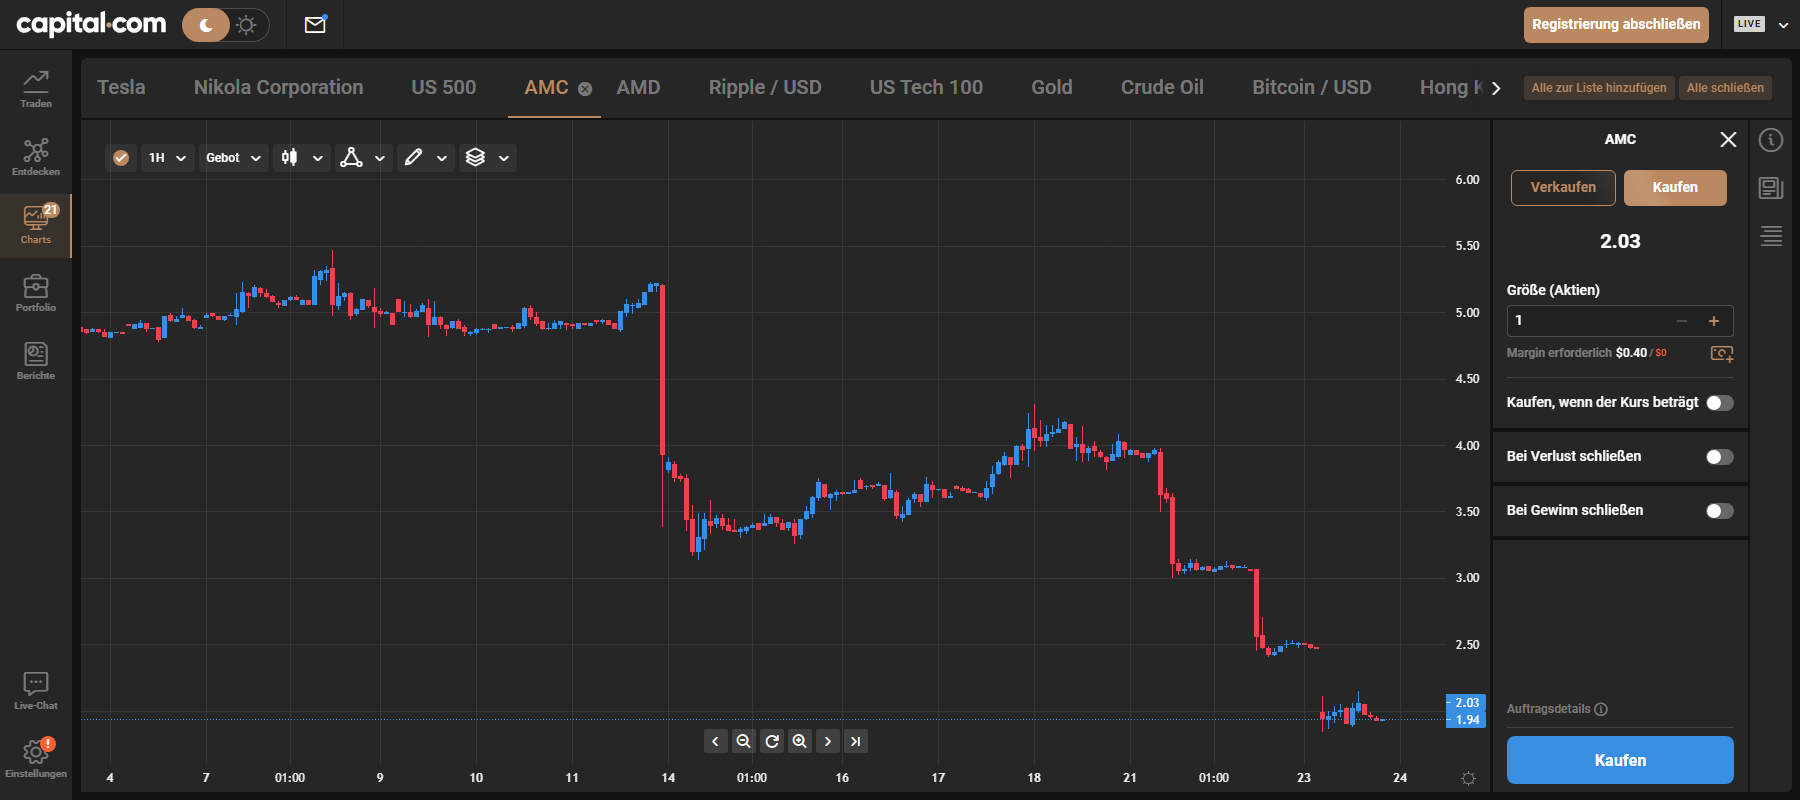 capital.com
Registrierung abschließen
LIVE
Traden
Entdecken
21
Charts
Portfolio
Berichte
Live-Chat
!
Einstellungen
Tesla Nikola Corporation US 500 AMC AMD Ripple / USD US Tech 100 Gold Crude Oil Bitcoin / USD Hong K
Alle zur Liste hinzufügen Alle schließen
1H Gebot
6.00
5.50
5.00
4.50
4.00
3.50
3.00
2.50
2.03
1.94
4 7 01:00 9 10 11 14 01:00 16 17 18 21 01:00 23 24
AMC
Verkaufen Kaufen
2.03
Größe (Aktien)
1 − +
Margin erforderlich $0.40 / $0
Kaufen, wenn der Kurs beträgt
Bei Verlust schließen
Bei Gewinn schließen
Auftragsdetails
Kaufen